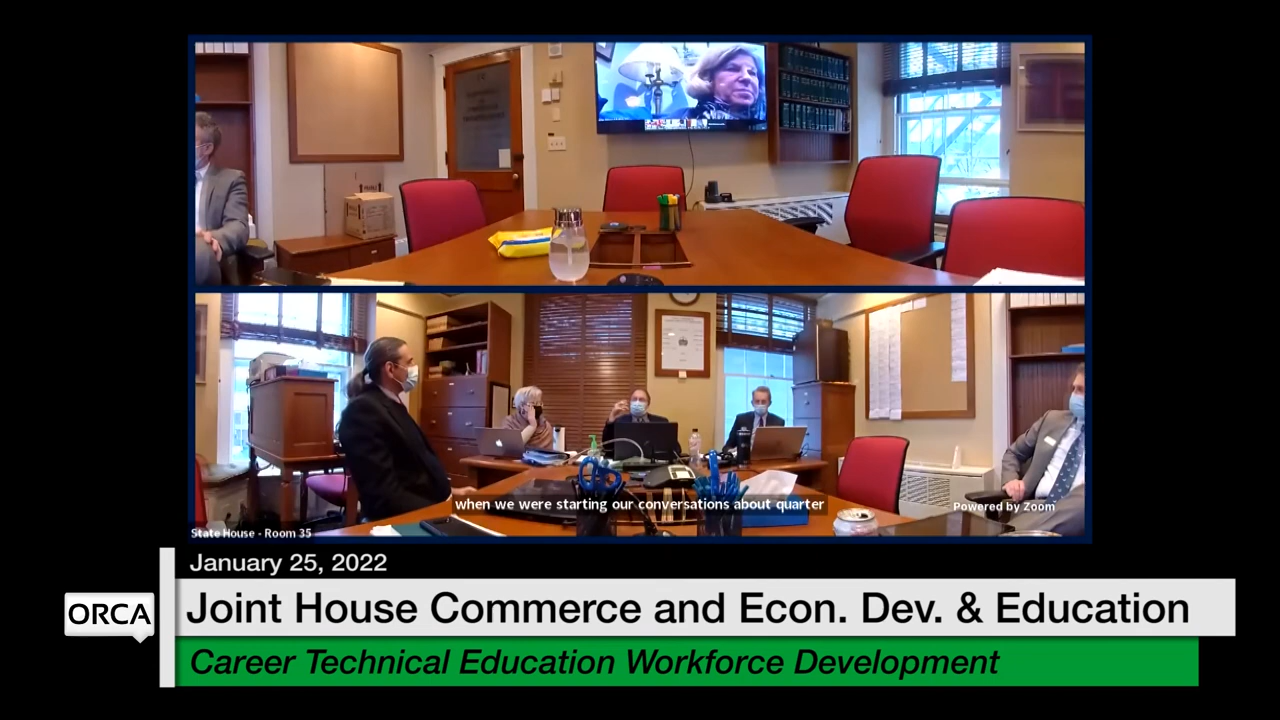 when we were starting our conversations about quarter
Powered by Zoom
State House - Room 35
January 25, 2022
ORCA
Joint House Commerce and Econ. Dev. & Education
Career Technical Education Workforce Development